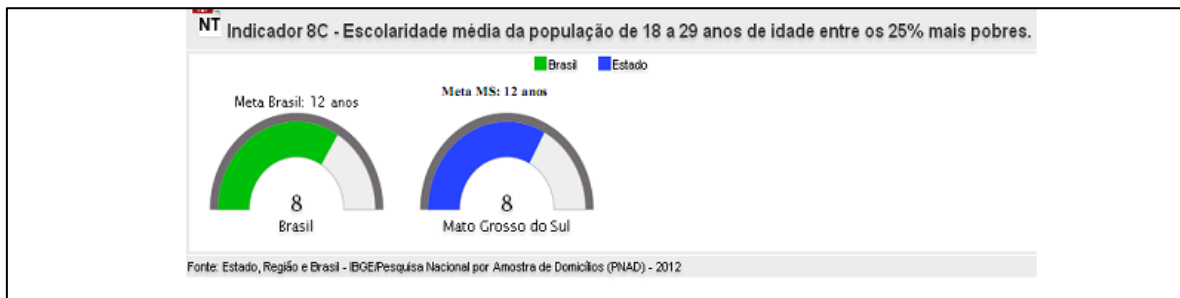 NT Indicador 8C - Escolaridade média da população de 18 a 29 anos de idade entre os 25% mais pobres.
Brasil Estado
Meta Brasil: 12 anos
Meta MS: 12 anos
8
Brasil
8
Mato Grosso do Sul
Fonte: Estado, Região e Brasil - IBGE/Pesquisa Nacional por Amostra de Domicílios (PNAD) - 2012